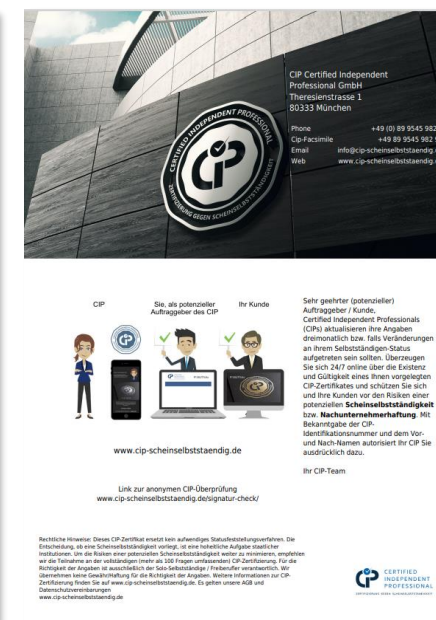 CIP Certified Independent
Professional GmbH
Theresienstrasse 1
80333 München
Phone +49 (0) 89 9545 982
Cip-Facsimile +49 89 9545 982
Email info@cip-scheinselbststaendig.
Web www.cip-scheinselbststaendig.
CERTIFIED INDEPENDENT PROFESSIONAL
ZERTIFIZIERUNG GEGEN SCHEINSELBSTSTÄNDIGKEIT
CIP
CIP
Sie, als potenzieller
Auftraggeber des CIP
Ihr Kunde
www.cip-scheinselbststaendig.de
Link zur anonymen CIP-Überprüfung
www.cip-scheinselbststaendig.de/signatur-check/
Sehr geehrter (potenzieller)
Auftraggeber / Kunde,
Certified Independent Professionals
(CIPs) aktualisieren ihre Angaben
dreimonatlich bzw. falls Veränderungen
an ihrem Selbstständigen-Status
aufgetreten sein sollten. Überzeugen
Sie sich 24/7 online über die Existenz
und Gültigkeit eines Ihnen vorgelegten
CIP-Zertifikates und schützen Sie sich
und Ihre Kunden vor den Risiken einer
potenziellen Scheinselbstständigkeit
bzw. Nachunternehmerhaftung. Mit
Bekanntgabe der CIP-
Identifikationsnummer und dem Vor-
und Nach-Namen autorisiert Ihr CIP Sie
ausdrücklich dazu.
Ihr CIP-Team
Rechtliche Hinweise: Dieses CIP-Zertifikat ersetzt kein aufwendiges Statusfeststellungsverfahren. Die
Entscheidung, ob eine Scheinselbstständigkeit vorliegt, ist eine hoheitliche Aufgabe staatlicher
Institutionen. Um die Risiken einer potenziellen Scheinselbstständigkeit weiter zu minimieren, empfehlen
wir die Teilnahme an der vollständigen (mehr als 100 Fragen umfassenden) CIP-Zertifizierung. Für die
Richtigkeit der Angaben ist ausschließlich der Solo-Selbstständige / Freiberufler verantwortlich. Wir
übernehmen keine Gewähr/Haftung für die Richtigkeit der Angaben. Weitere Informationen zur CIP-
Zertifizierung finden Sie auf www.cip-scheinselbststaendig.de. Es gelten unsere AGB und
Datenschutzvereinbarungen
www.cip-scheinselbststaendig.de
CERTIFIED
INDEPENDENT
PROFESSIONAL
ZERTIFIZIERUNG GEGEN SCHEINSELBSTSTÄNDIGKEIT